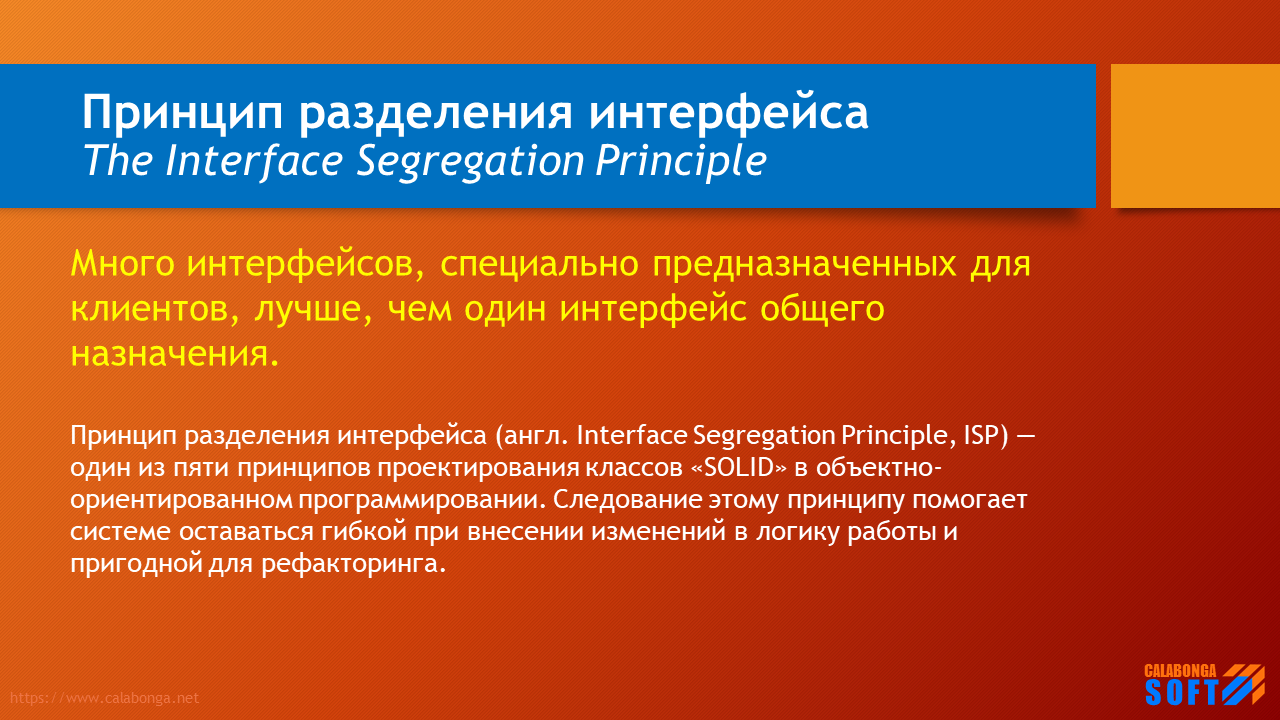 Принцип разделения интерфейса
The Interface Segregation Principle
Много интерфейсов, специально предназначенных для
клиентов, лучше, чем один интерфейс общего
назначения.
Принцип разделения интерфейса (англ. Interface Segregation Principle, ISP) —
один из пяти принципов проектирования классов «SOLID» в объектно-
ориентированном программировании. Следование этому принципу помогает
системе оставаться гибкой при внесении изменений в логику работы и
пригодной для рефакторинга.
https://www.calabonga.net
CALABONGA
SOFT